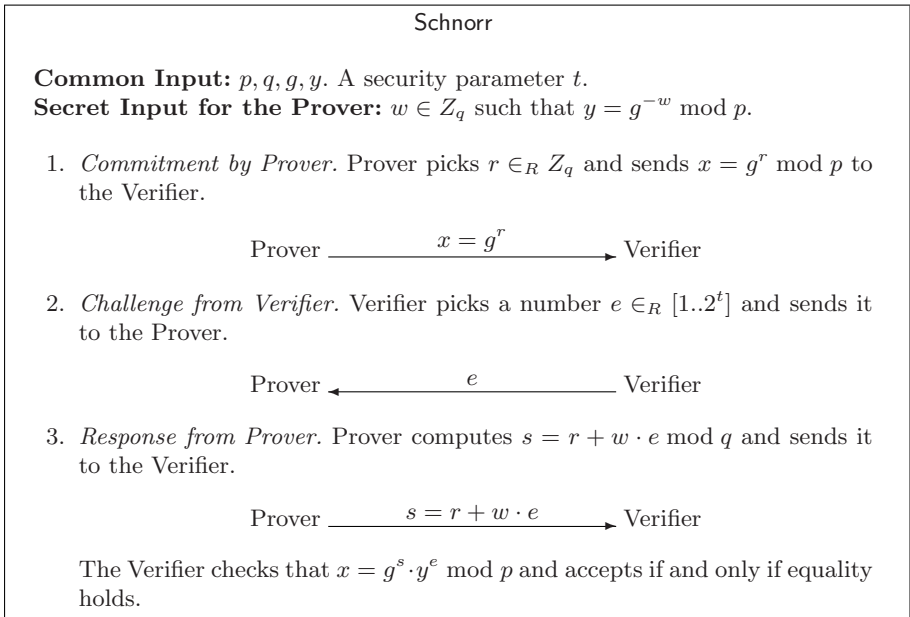 Schnorr
Common Input: p, q, g, y. A security parameter t.
Secret Input for the Prover: w ∈ Z_q such that y = g^{−w} mod p.
1. Commitment by Prover. Prover picks r ∈_R Z_q and sends x = g^r mod p to
the Verifier.
Prover x = g^r Verifier
2. Challenge from Verifier. Verifier picks a number e ∈_R [1..2^t] and sends it
to the Prover.
Prover e Verifier
3. Response from Prover. Prover computes s = r + w · e mod q and sends it
to the Verifier.
Prover s = r + w · e Verifier
The Verifier checks that x = g^s · y^e mod p and accepts if and only if equality
holds.